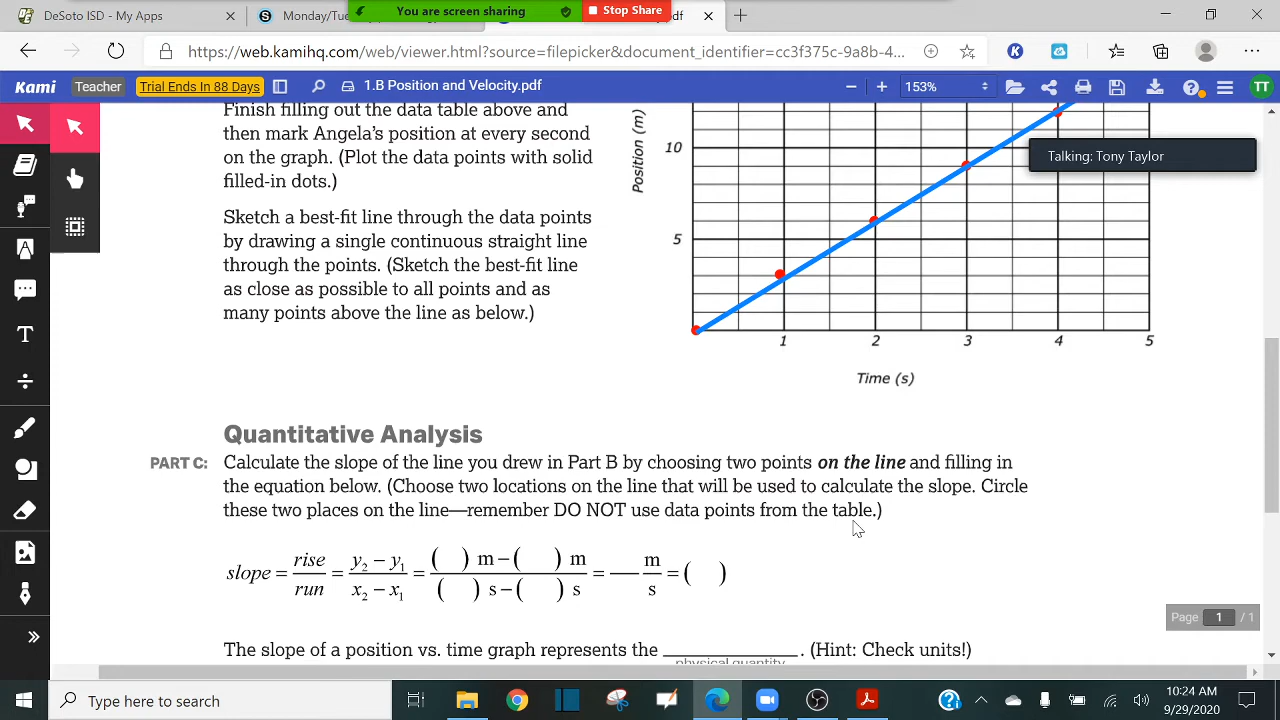 DeSoto ISD - My App
Monday/Tue
You are screen sharing
Stop Share
https://web.kamihq.com/web/viewer.html?source=filepicker&document_identifier=cc3f375c-9a8b-4...
Kami
Teacher
Trial Ends In 88 Days
1.B Position and Velocity.pdf
153%
TT
Talking: Tony Taylor
Finish filling out the data table above and
then mark Angela's position at every second
on the graph. (Plot the data points with solid
filled-in dots.)
Sketch a best-fit line through the data points
by drawing a single continuous straight line
through the points. (Sketch the best-fit line
as close as possible to all points and as
many points above the line as below.)
Position (m)
10
5
1 2 3 4 5
Time (s)
Quantitative Analysis
PART C: Calculate the slope of the line you drew in Part B by choosing two points on the line and filling in
the equation below. (Choose two locations on the line that will be used to calculate the slope. Circle
these two places on the line—remember DO NOT use data points from the table.)
slope = rise/run = y₂ − y₁ / x₂ − x₁ = ( ) m − ( ) m / ( ) s − ( ) s = __ m/s = ( )
The slope of a position vs. time graph represents the ____________. (Hint: Check units!)
physical quantity
Page 1 / 1
Type here to search
10:24 AM
9/29/2020